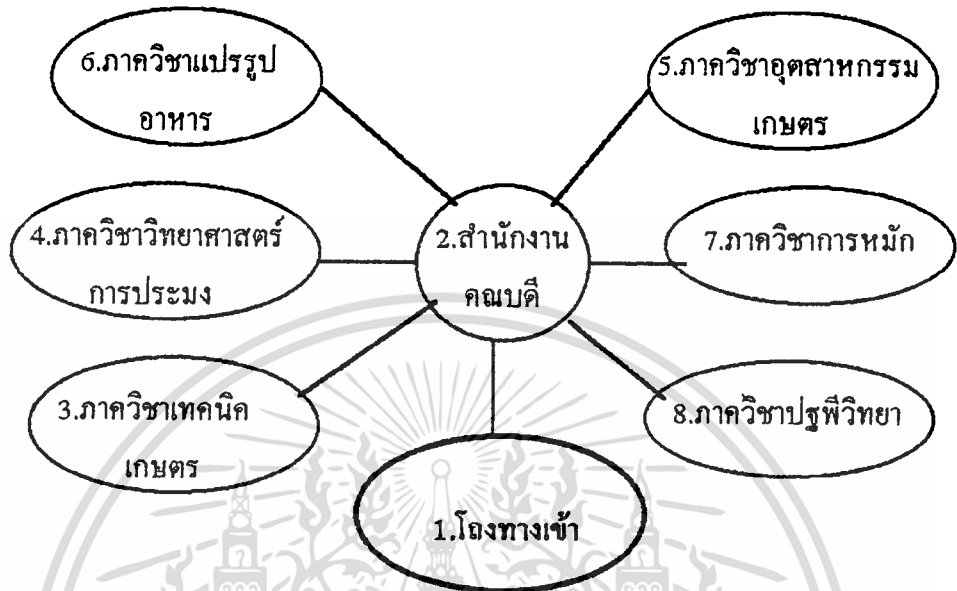 6.ภาควิชาแปรรูป
อาหาร
5.ภาควิชาอุตสาหกรรม
เกษตร
4.ภาควิชาวิทยาศาสตร์
การประมง
2.สำนักงาน
คณบดี
7.ภาควิชาการหมัก
3.ภาควิชาเทคนิค
เกษตร
8.ภาควิชาปฐพีวิทยา
1.โถงทางเข้า